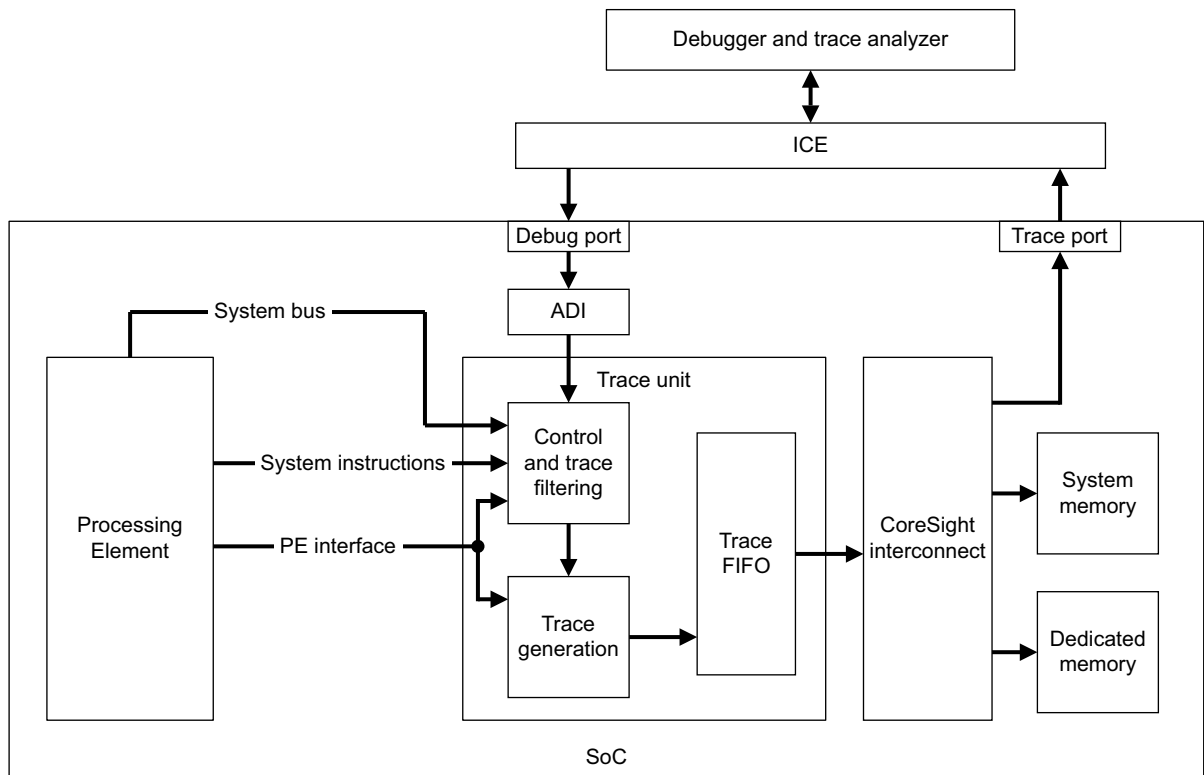 Debugger and trace analyzer
ICE
Debug port
Trace port
ADI
System bus
Trace unit
Control
and trace
filtering
System instructions
System
memory
Processing
Element
PE interface
Trace
FIFO
CoreSight
interconnect
Trace
generation
Dedicated
memory
SoC